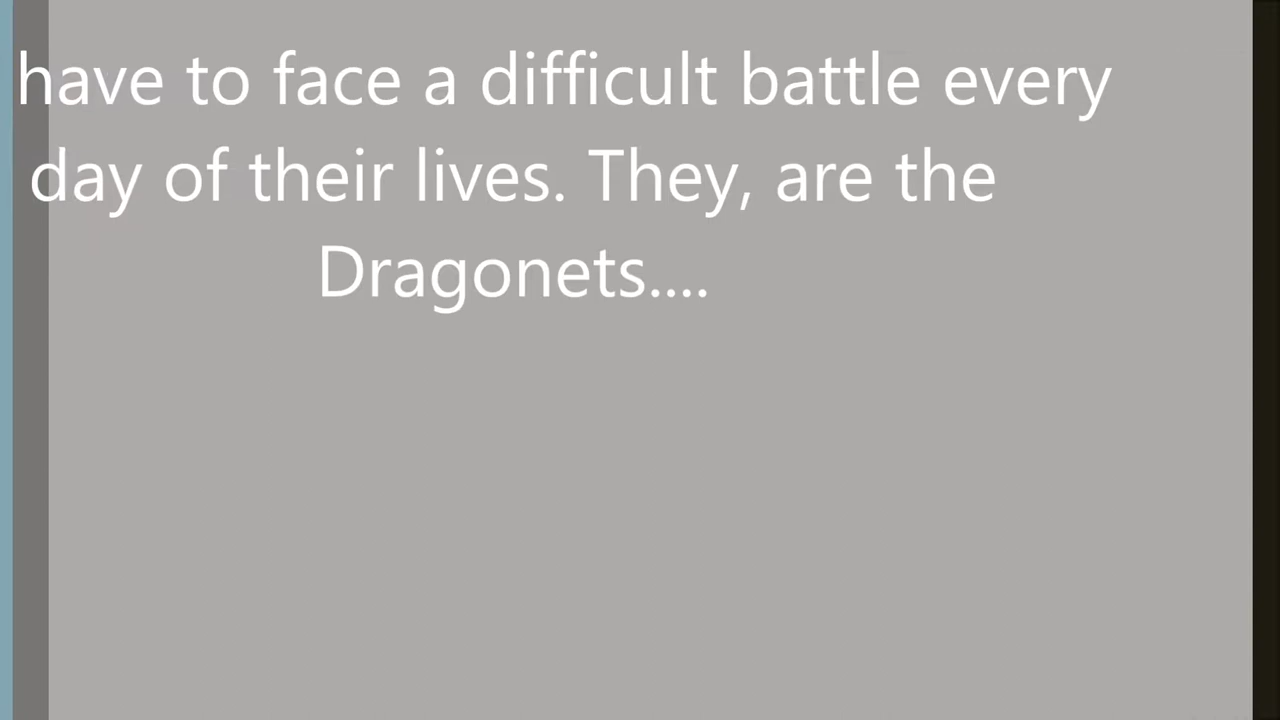 have to face a difficult battle every
day of their lives. They, are the
Dragonets....